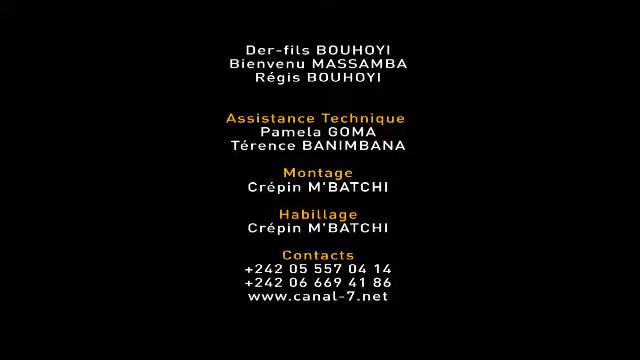 Der-fils BOUHOYI
Bienvenu MASSAMBA
Régis BOUHOYI
Assistance Technique
Pamela GOMA
Térence BANIMBANA
Montage
Crépin M'BATCHI
Habillage
Crépin M'BATCHI
Contacts
+242 05 557 04 14
+242 06 669 41 86
www.canal-7.net